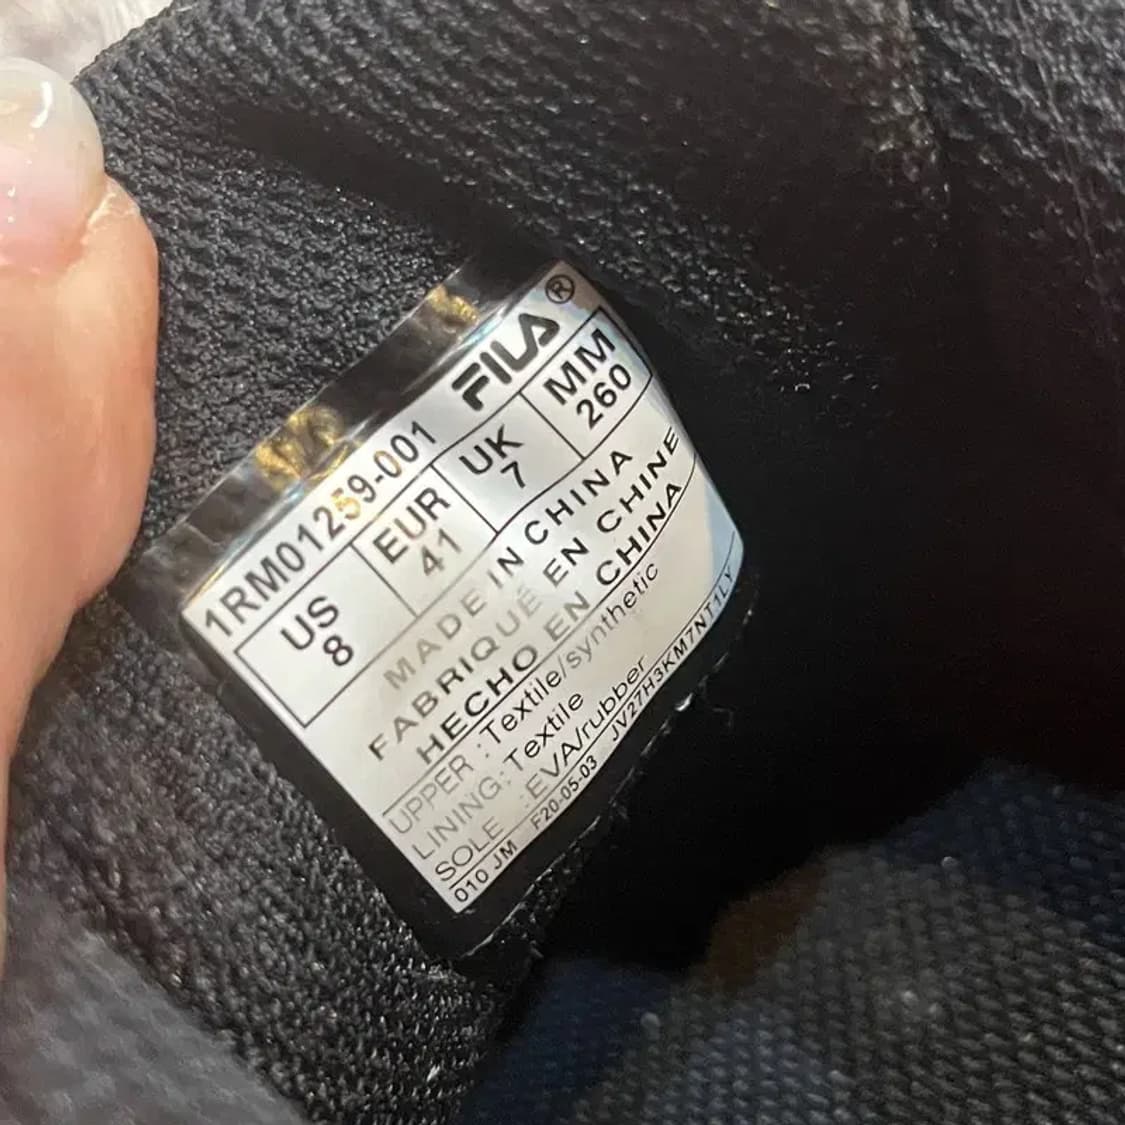 FILA®
1RM01259-001
US EUR UK MM
8 41 7 260
MADE IN CHINA
FABRIQUÉ EN CHINE
HECHO EN CHINA
UPPER :Textile/synthetic
LINING:Textile
SOLE :EVA/rubber
010 JM F20-05-03 JV27H3KM7NT1LY